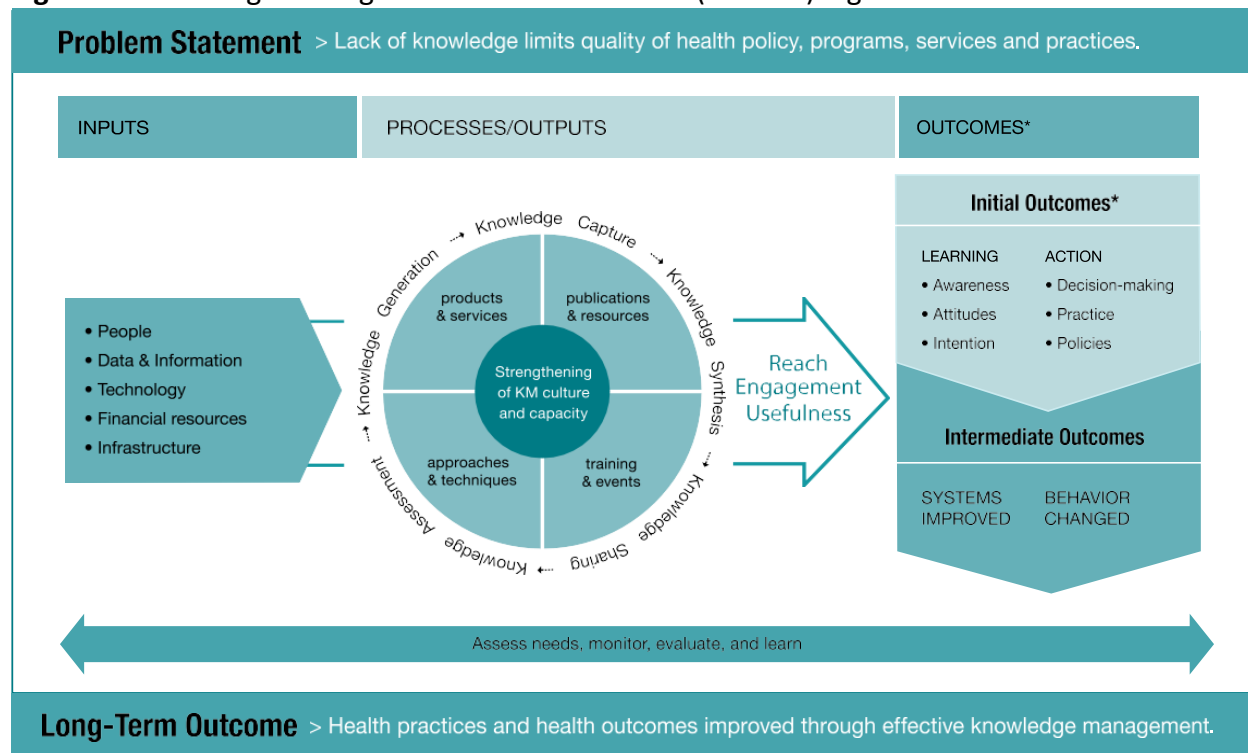 Problem Statement > Lack of knowledge limits quality of health policy, programs, services and practices.
INPUTS
PROCESSES/OUTPUTS
OUTCOMES*
• People
• Data & Information
• Technology
• Financial resources
• Infrastructure
Knowledge Generation
Knowledge Capture
Knowledge Synthesis
Knowledge Sharing
Knowledge Assessment
products
& services
publications
& resources
Strengthening
of KM culture
and capacity
approaches
& techniques
training
& events
Reach
Engagement
Usefulness
Initial Outcomes*
LEARNING
• Awareness
• Attitudes
• Intention
ACTION
• Decision-making
• Practice
• Policies
Intermediate Outcomes
SYSTEMS
IMPROVED
BEHAVIOR
CHANGED
Assess needs, monitor, evaluate, and learn
Long-Term Outcome > Health practices and health outcomes improved through effective knowledge management.